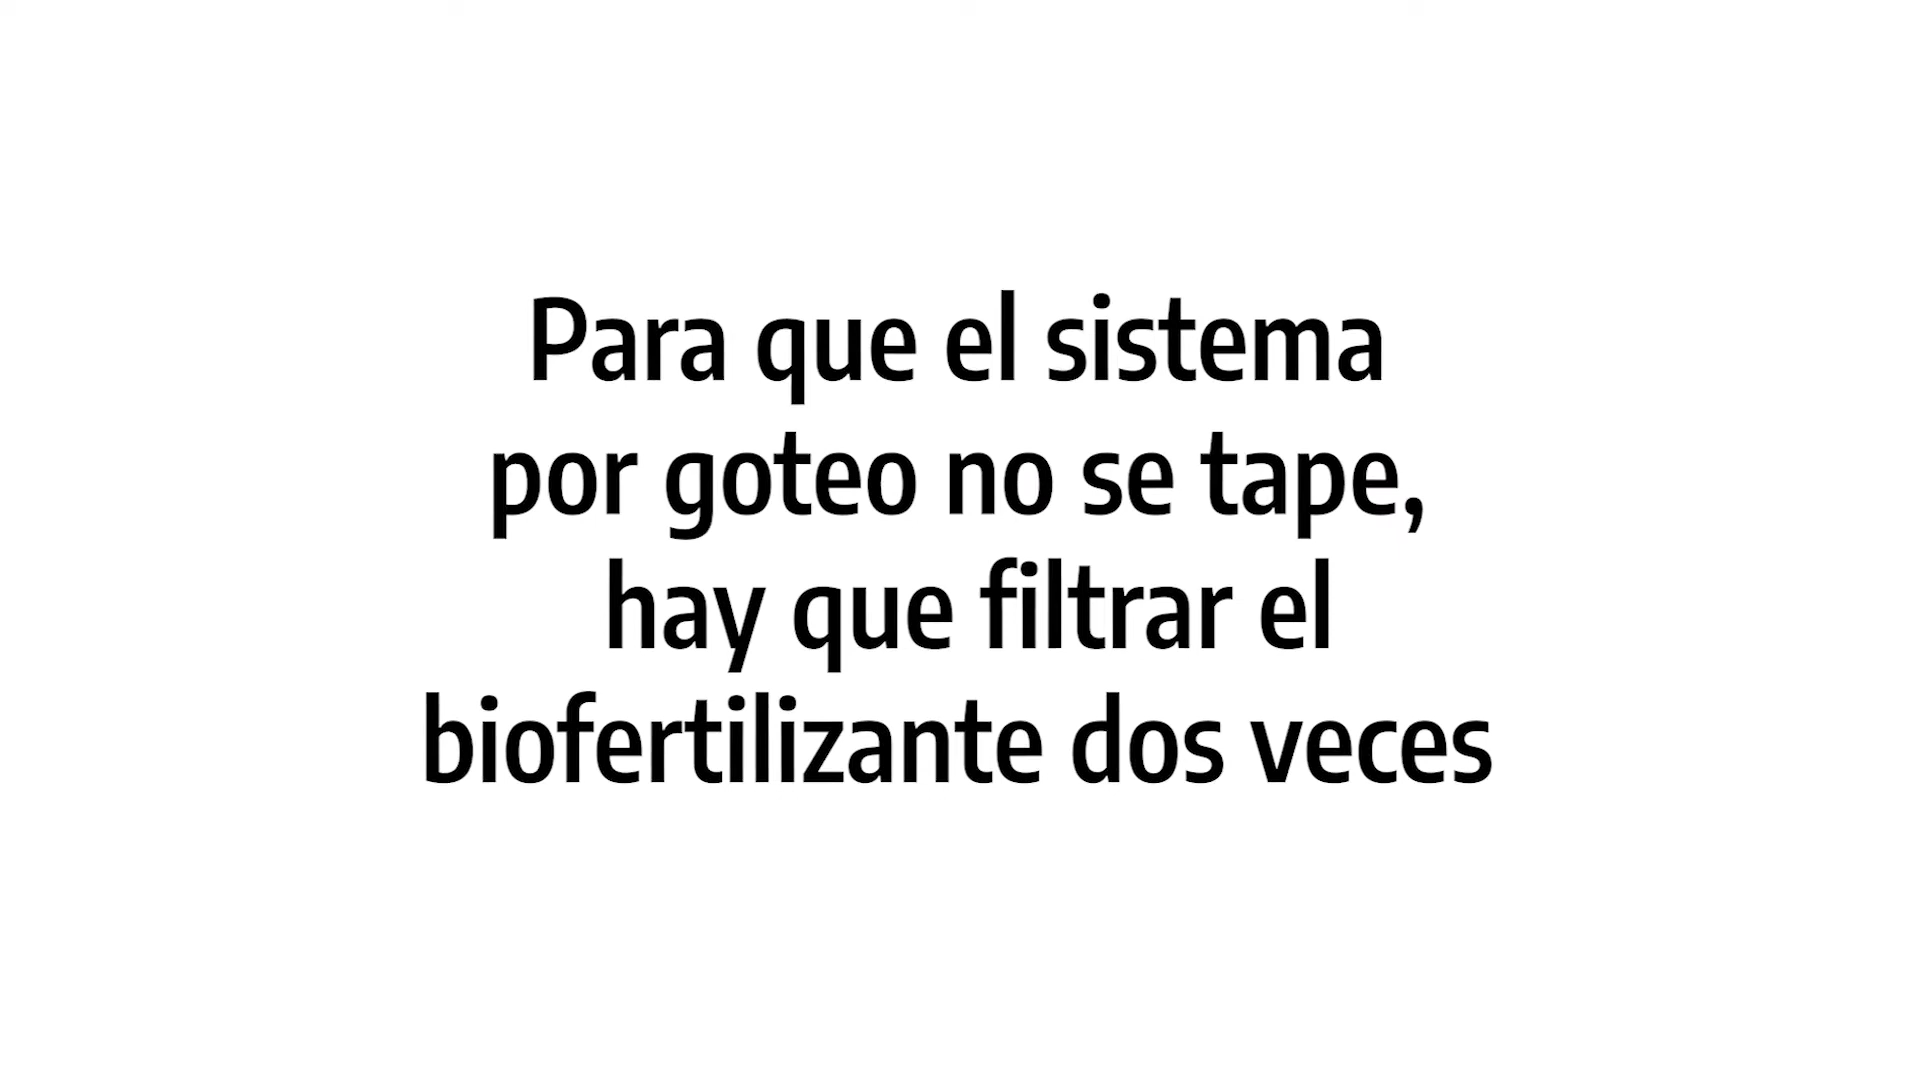 Para que el sistema
por goteo no se tape,
hay que filtrar el
biofertilizante dos veces